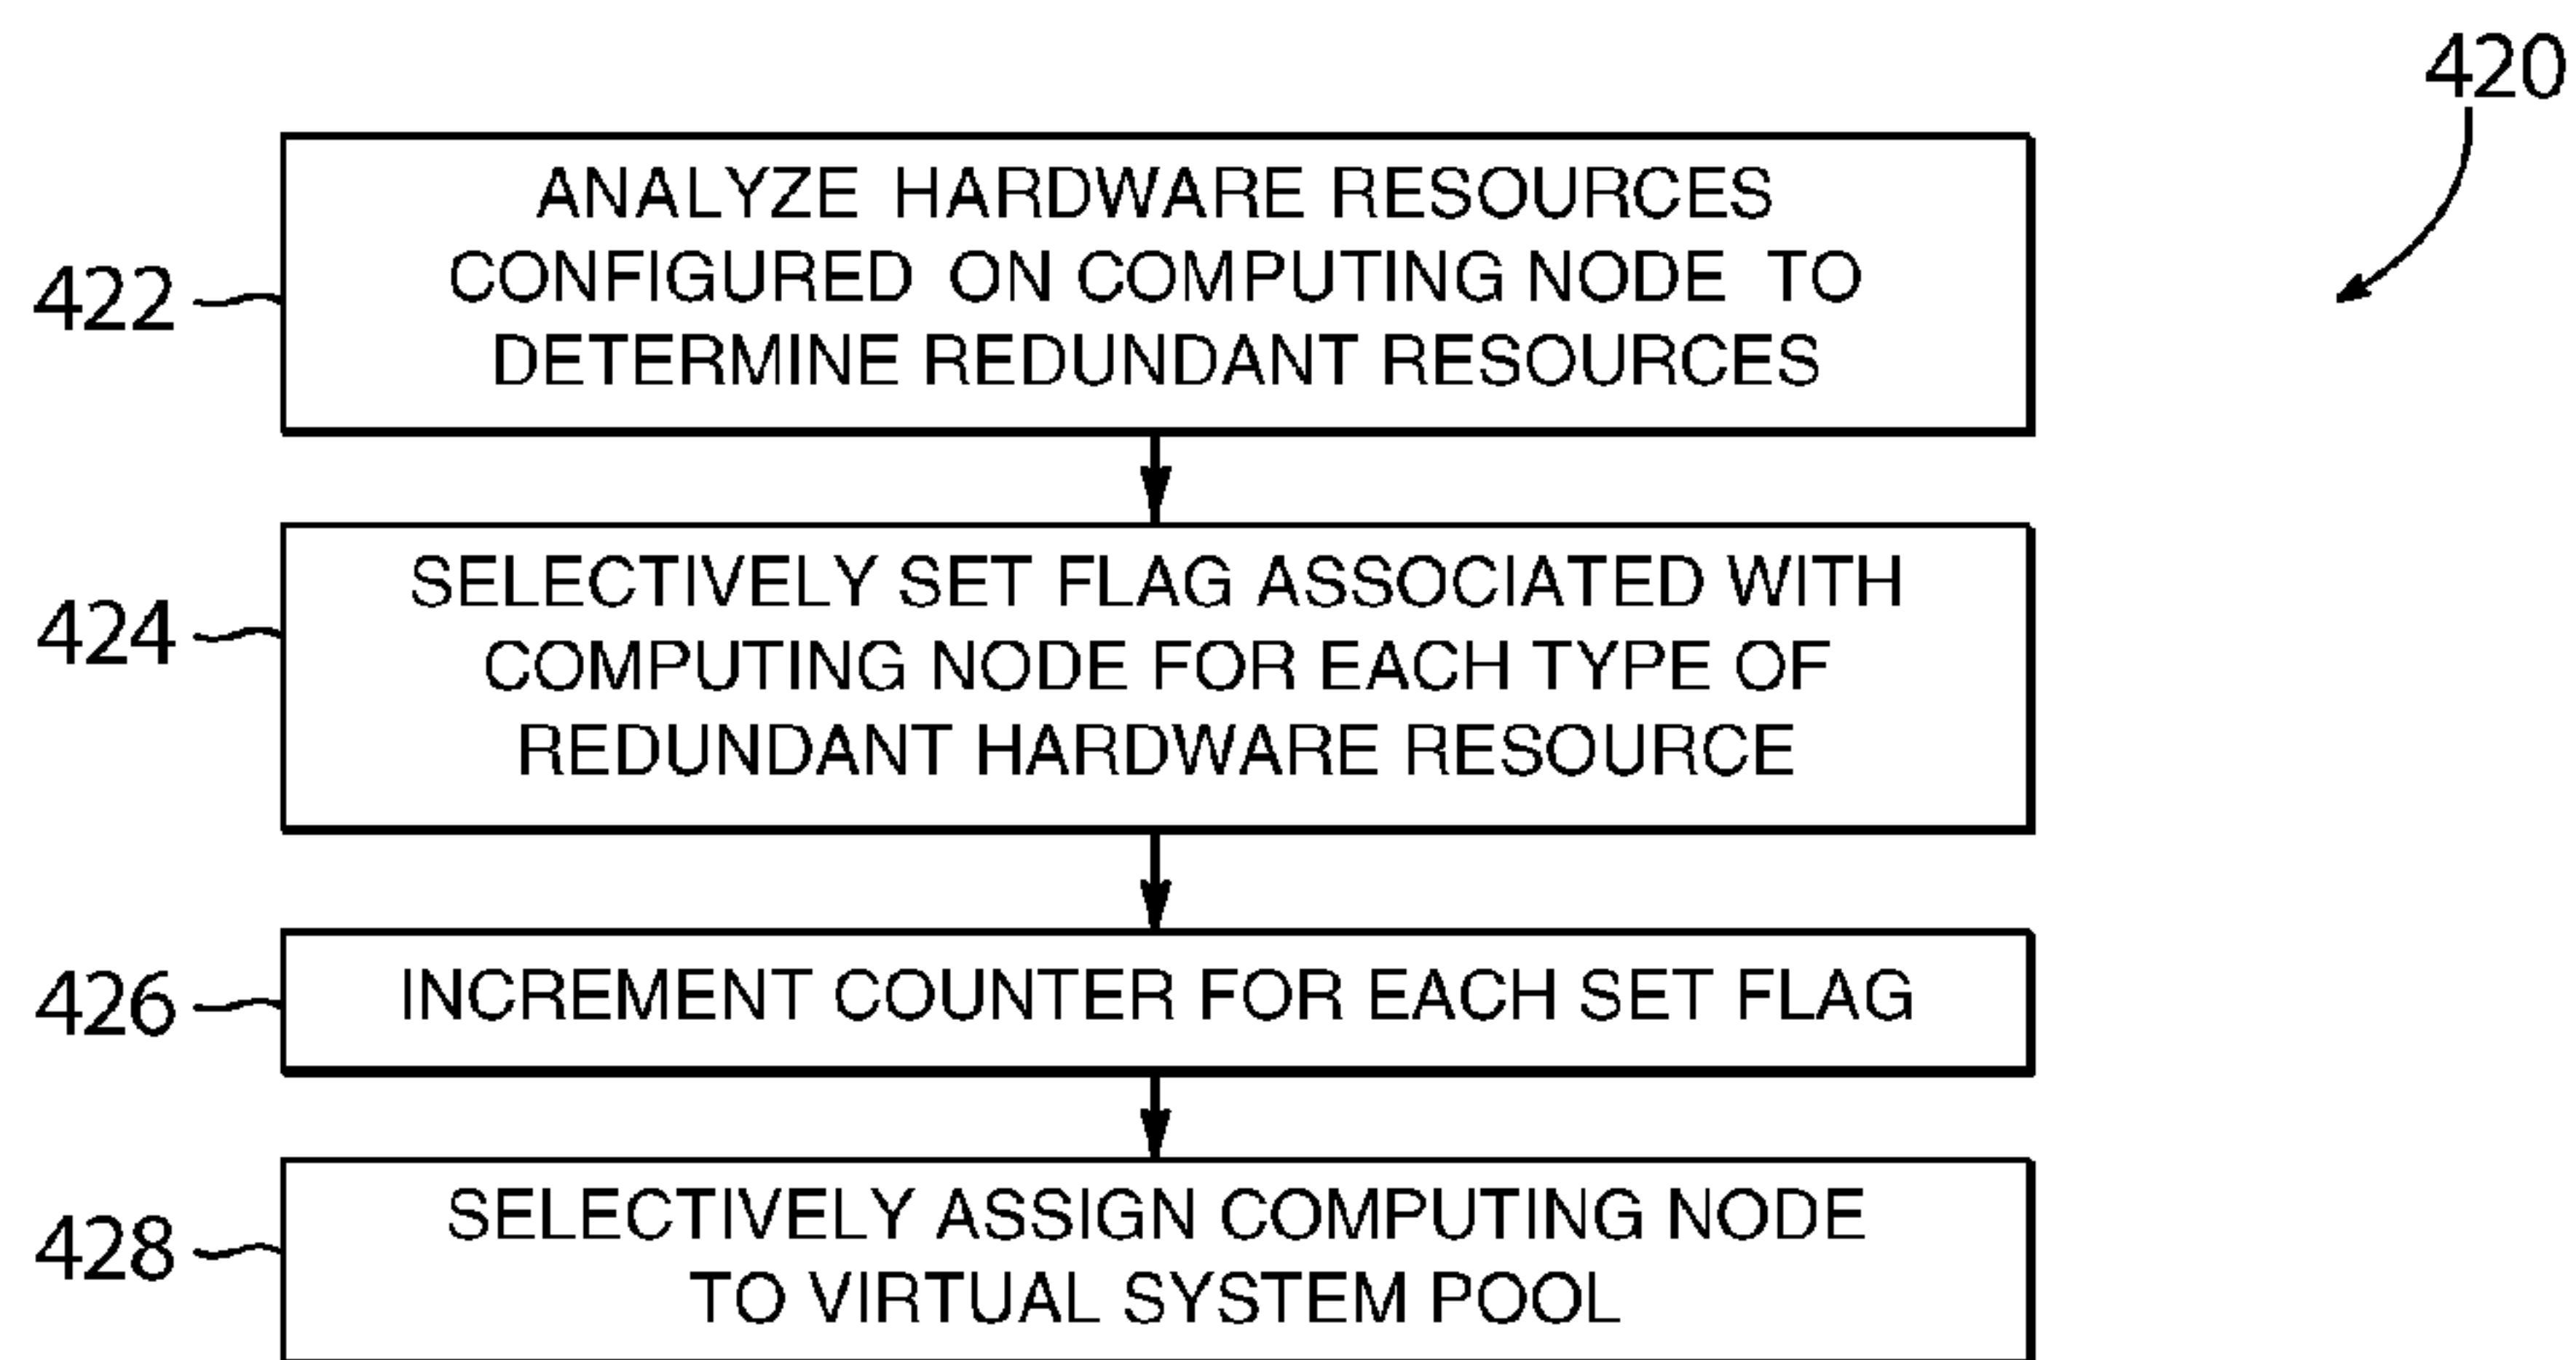 420
ANALYZE HARDWARE RESOURCES
CONFIGURED ON COMPUTING NODE TO
DETERMINE REDUNDANT RESOURCES
422
SELECTIVELY SET FLAG ASSOCIATED WITH
COMPUTING NODE FOR EACH TYPE OF
REDUNDANT HARDWARE RESOURCE
424
INCREMENT COUNTER FOR EACH SET FLAG
426
SELECTIVELY ASSIGN COMPUTING NODE
TO VIRTUAL SYSTEM POOL
428